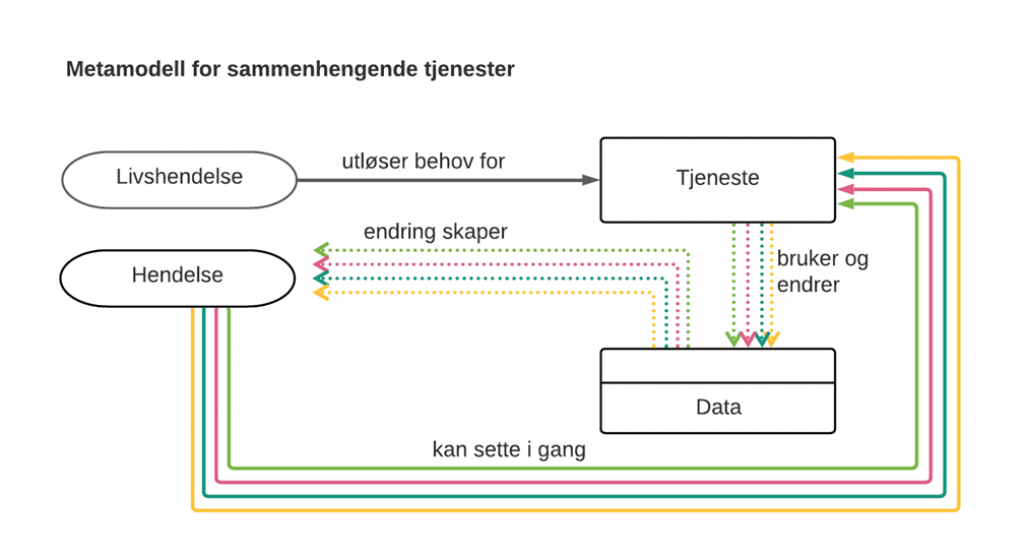 Metamodell for sammenhengende tjenester
Livshendelse
utløser behov for
Tjeneste
endring skaper
Hendelse
bruker og
endrer
Data
kan sette i gang